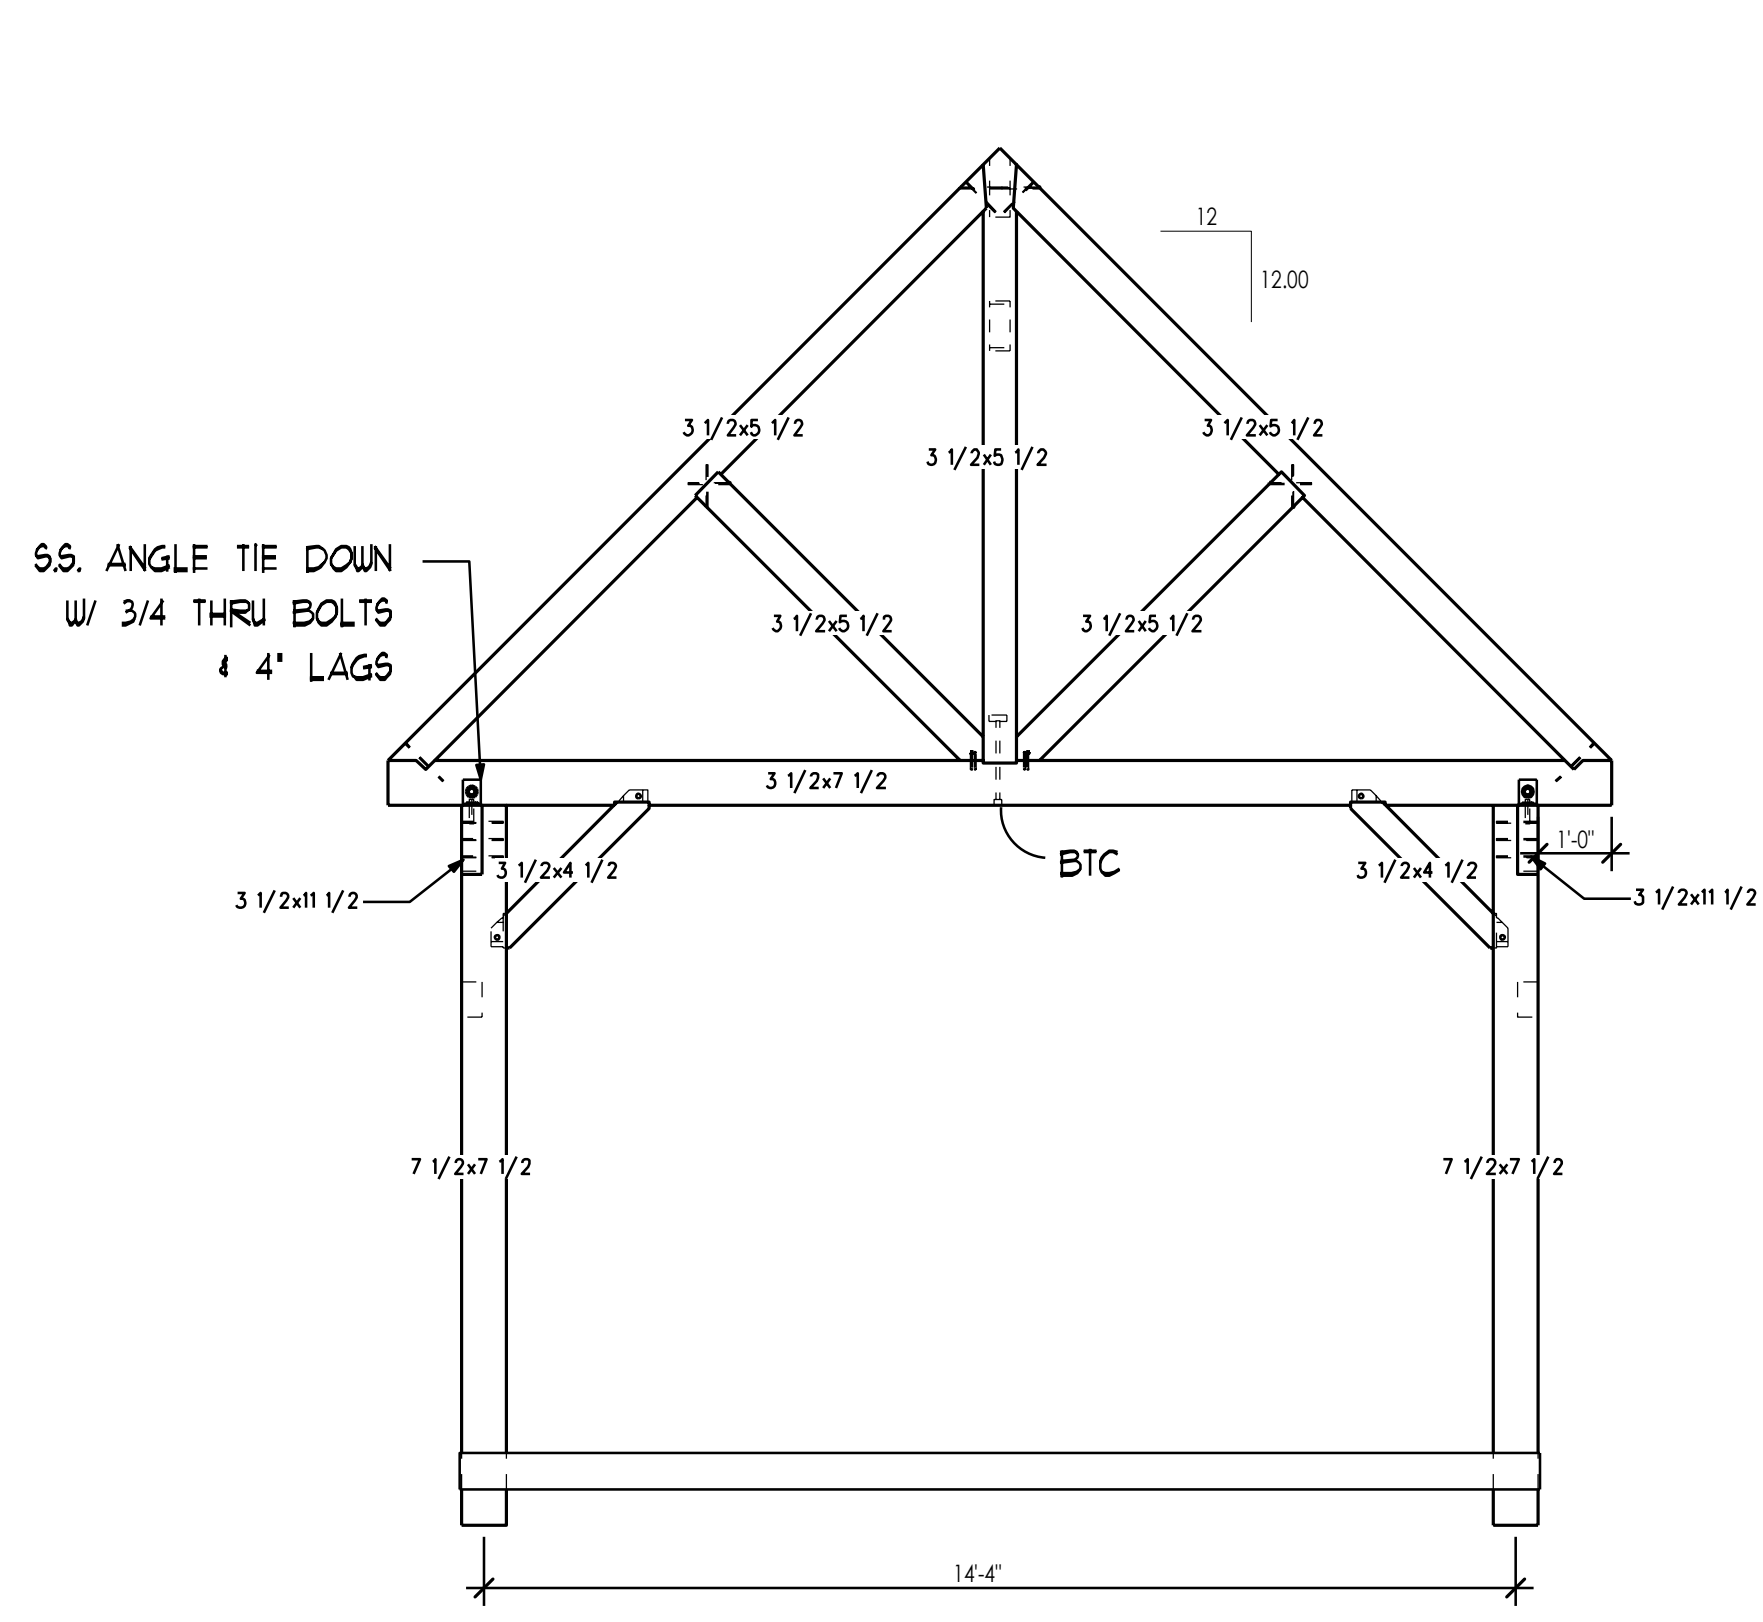 12
12.00
3 1/2x5 1/2
3 1/2x5 1/2
3 1/2x5 1/2
S.S. ANGLE TIE DOWN
W/ 3/4 THRU BOLTS
& 4" LAGS
3 1/2x5 1/2
3 1/2x5 1/2
3 1/2x7 1/2
1'-0"
BTC
3 1/2x4 1/2
3 1/2x4 1/2
3 1/2x11 1/2
3 1/2x11 1/2
7 1/2x7 1/2
7 1/2x7 1/2
14'-4"